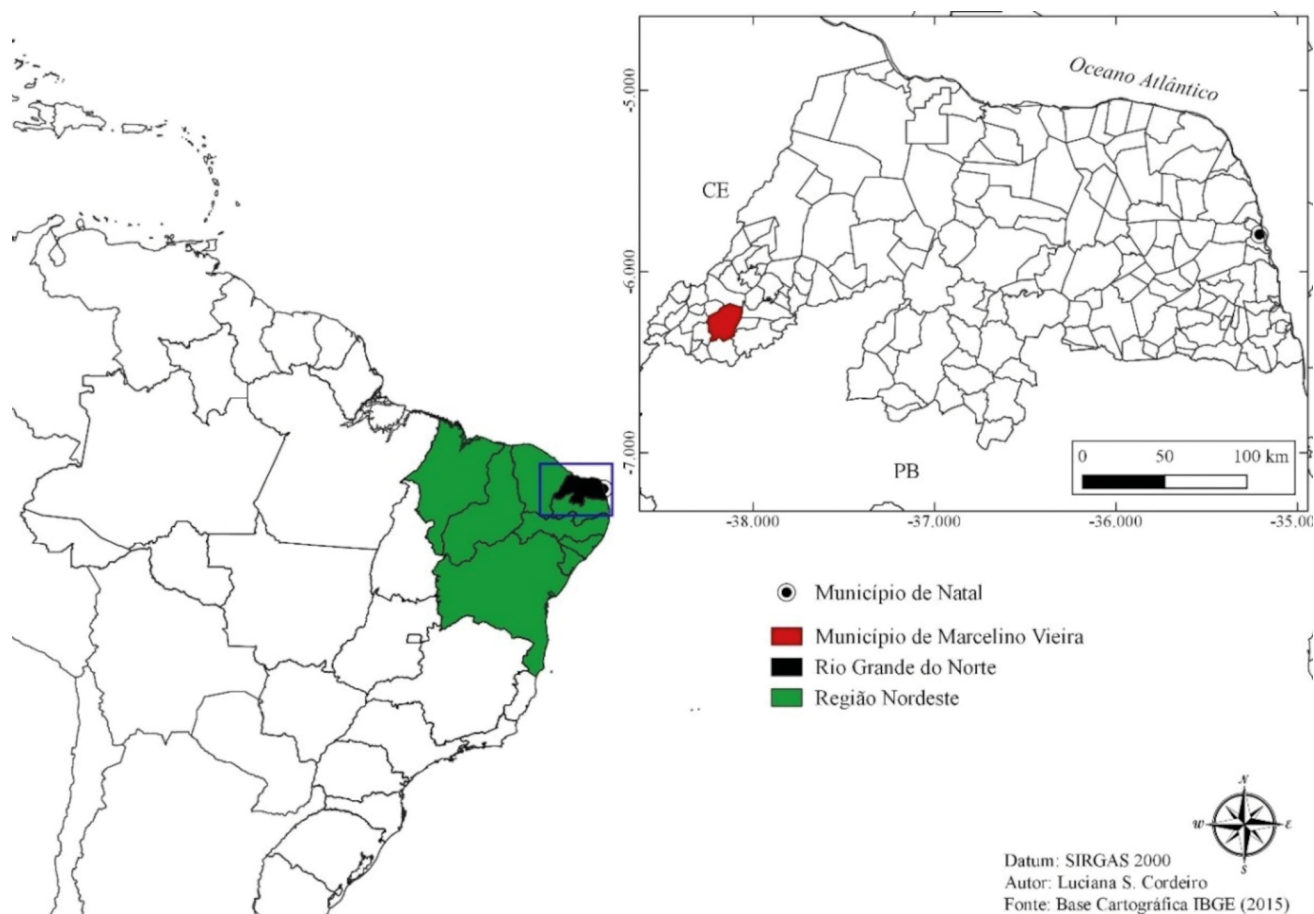 Oceano Atlântico
-5.000
CE
-6.000
-7.000
PB
0 50 100 km
-38.000 -37.000 -36.000 -35.000
Município de Natal
Município de Marcelino Vieira
Rio Grande do Norte
Região Nordeste
N
W E
S
Datum: SIRGAS 2000
Autor: Luciana S. Cordeiro
Fonte: Base Cartográfica IBGE (2015)